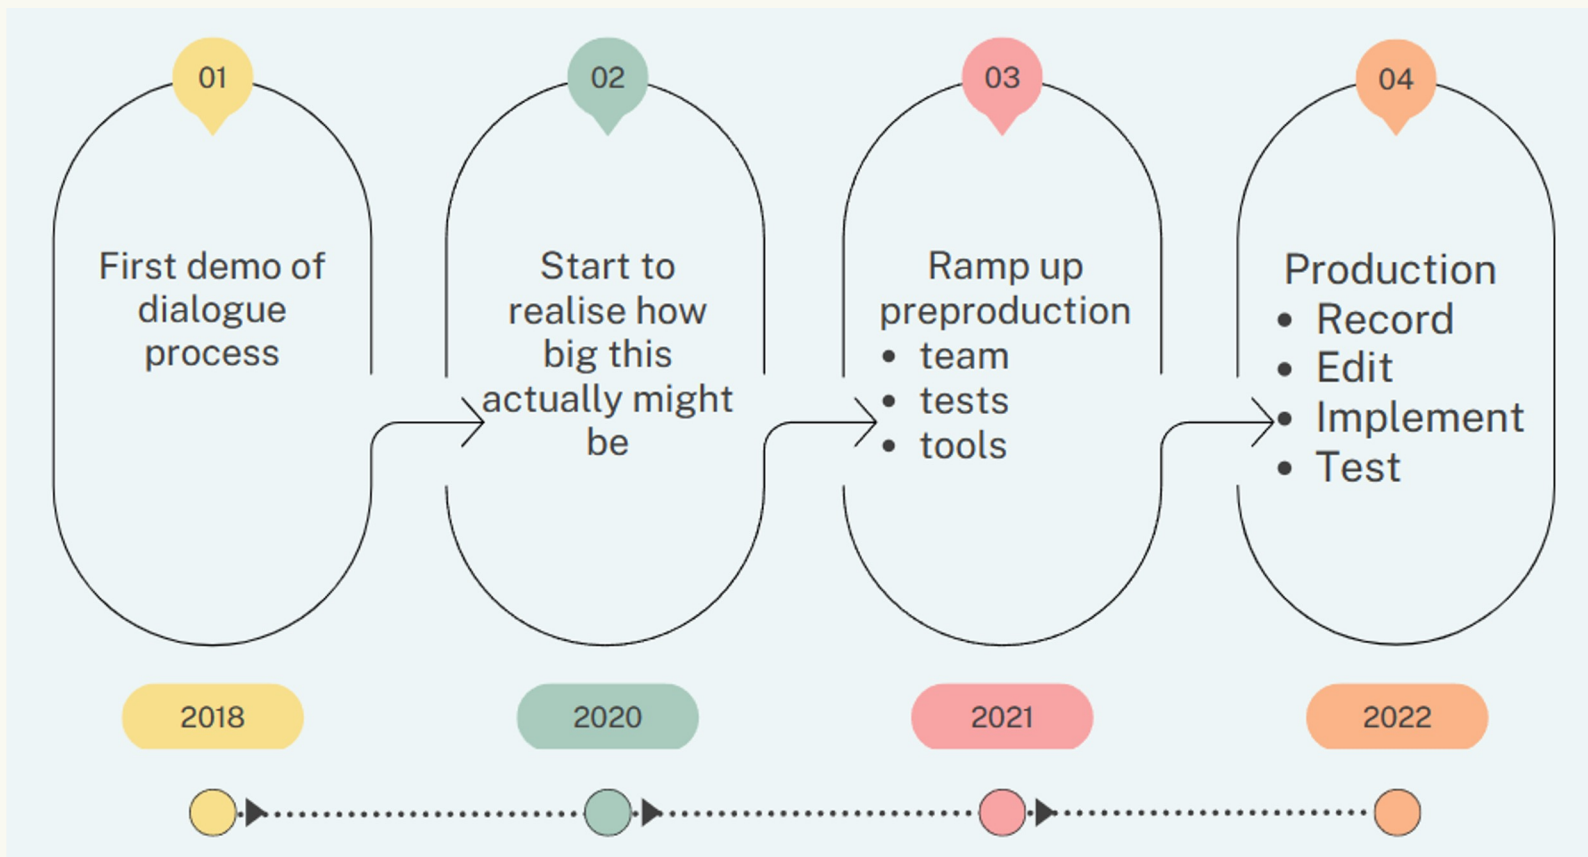 01
First demo of
dialogue
process
2018
02
Start to
realise how
big this
actually might
be
2020
03
Ramp up
preproduction
• team
• tests
• tools
2021
04
Production
• Record
• Edit
• Implement
• Test
2022